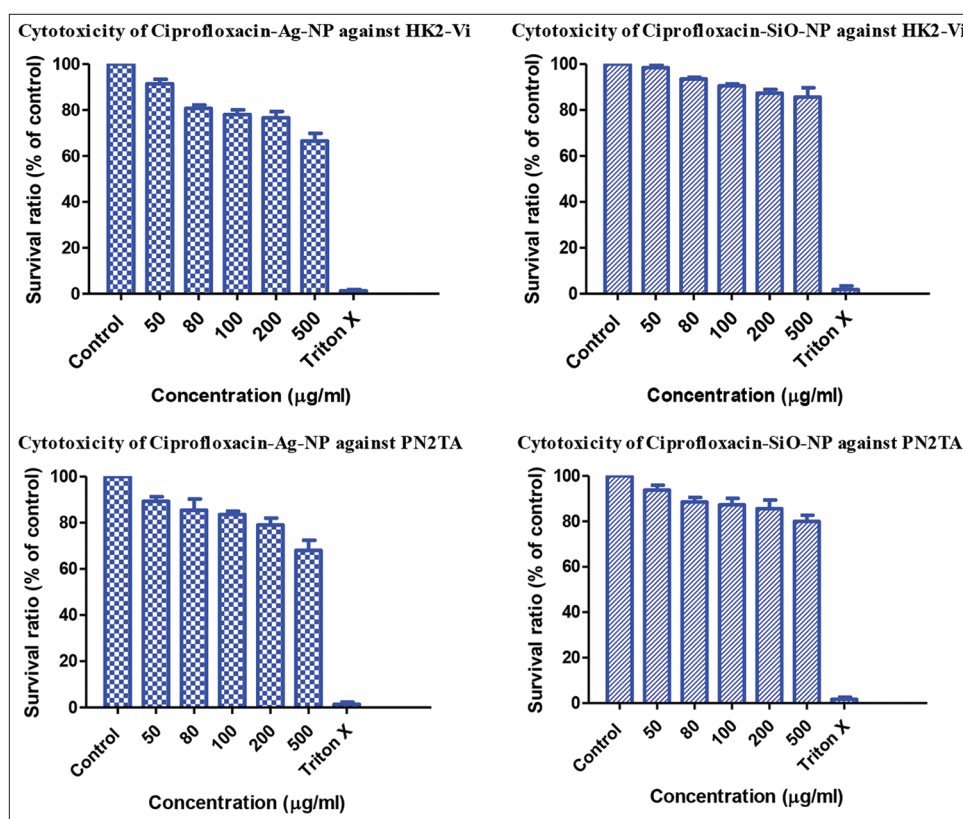 Cytotoxicity of Ciprofloxacin-Ag-NP against HK2-Vi
Survival ratio (% of control)
100
80
60
40
20
0
Control
50
80
100
200
500
Triton X
Concentration (μg/ml)
Cytotoxicity of Ciprofloxacin-SiO-NP against HK2-Vi
Survival ratio (% of control)
100
80
60
40
20
0
Control
50
80
100
200
500
Triton X
Concentration (μg/ml)
Cytotoxicity of Ciprofloxacin-Ag-NP against PN2TA
Survival ratio (% of control)
100
80
60
40
20
0
Control
50
80
100
200
500
Triton X
Concentration (μg/ml)
Cytotoxicity of Ciprofloxacin-SiO-NP against PN2TA
Survival ratio (% of control)
100
80
60
40
20
0
Control
50
80
100
200
500
Triton X
Concentration (μg/ml)